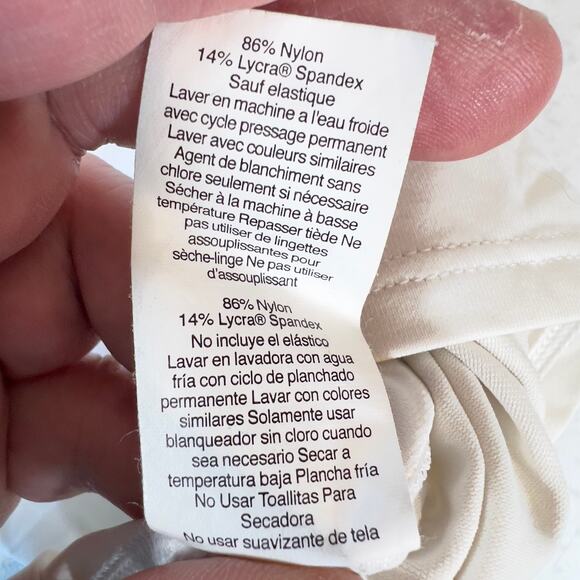 86% Nylon
14% Lycra® Spandex
Sauf elastique
Laver en machine a l'eau froide
avec cycle pressage permanent
Laver avec couleurs similaires
Agent de blanchiment sans
chlore seulement si nécessaire
Sécher à la machine à basse
température Repasser tiède Ne
pas utiliser de lingettes
assouplissantes pour
sèche-linge Ne pas utiliser
d'assouplissant
86% Nylon
14% Lycra® Spandex
No incluye el elástico
Lavar en lavadora con agua
fría con ciclo de planchado
permanente Lavar con colores
similares Solamente usar
blanqueador sin cloro cuando
sea necesario Secar a
temperatura baja Plancha fría
No Usar Toallitas Para
Secadora
No usar suavizante de tela